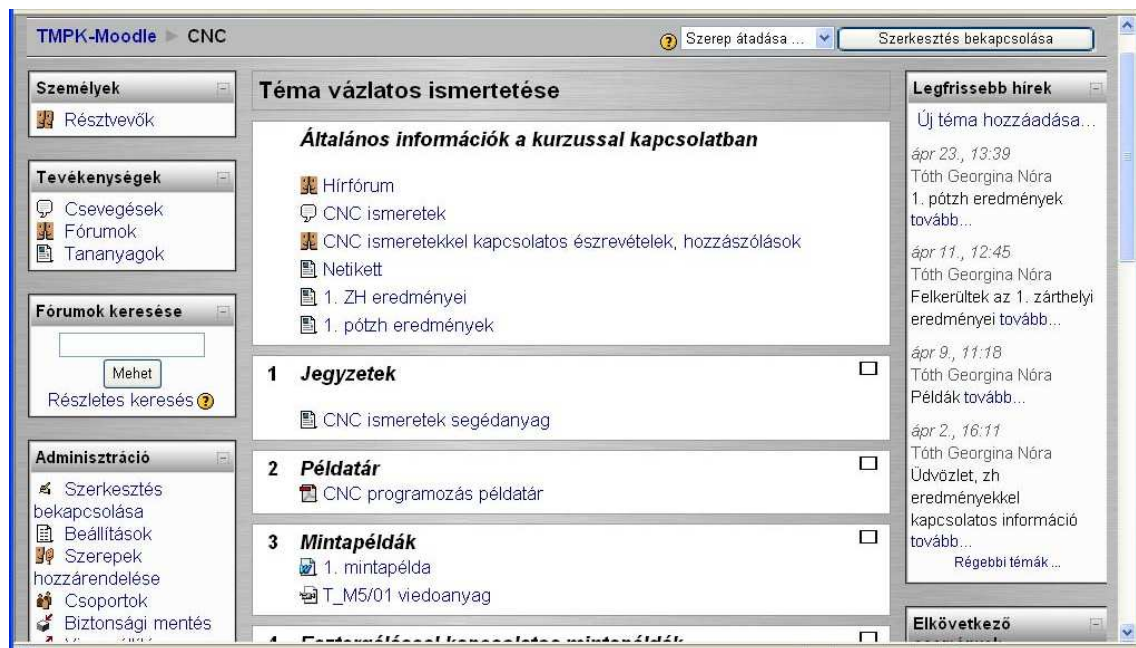 TMPK-Moodle ► CNC
Szerep átadása ...
Szerkesztés bekapcsolása
Személyek
Résztvevők
Tevékenységek
Csevegések
Fórumok
Tananyagok
Fórumok keresése
Mehet
Részletes keresés
Adminisztráció
Szerkesztés
bekapcsolása
Beállítások
Szerepek
hozzárendelése
Csoportok
Biztonsági mentés
Téma vázlatos ismertetése
Általános információk a kurzussal kapcsolatban
Hírfórum
CNC ismeretek
CNC ismeretekkel kapcsolatos észrevételek, hozzászólások
Netikett
1. ZH eredményei
1. pótzh eredmények
1 Jegyzetek
CNC ismeretek segédanyag
2 Példatár
CNC programozás példatár
3 Mintapéldák
1. mintapélda
T_M5/01 viedoanyag
4 Esztergálással kapcsolatos mintapéldák
Legfrissebb hírek
Új téma hozzáadása...
ápr 23., 13:39
Tóth Georgina Nóra
1. pótzh eredmények
tovább...
ápr 11., 12:45
Tóth Georgina Nóra
Felkerültek az 1. zárthelyi
eredményei tovább...
ápr 9., 11:18
Tóth Georgina Nóra
Példák tovább...
ápr 2., 16:11
Tóth Georgina Nóra
Üdvözlet, zh
eredményekkel
kapcsolatos információ
tovább...
Régebbi témák ...
Elkövetkező